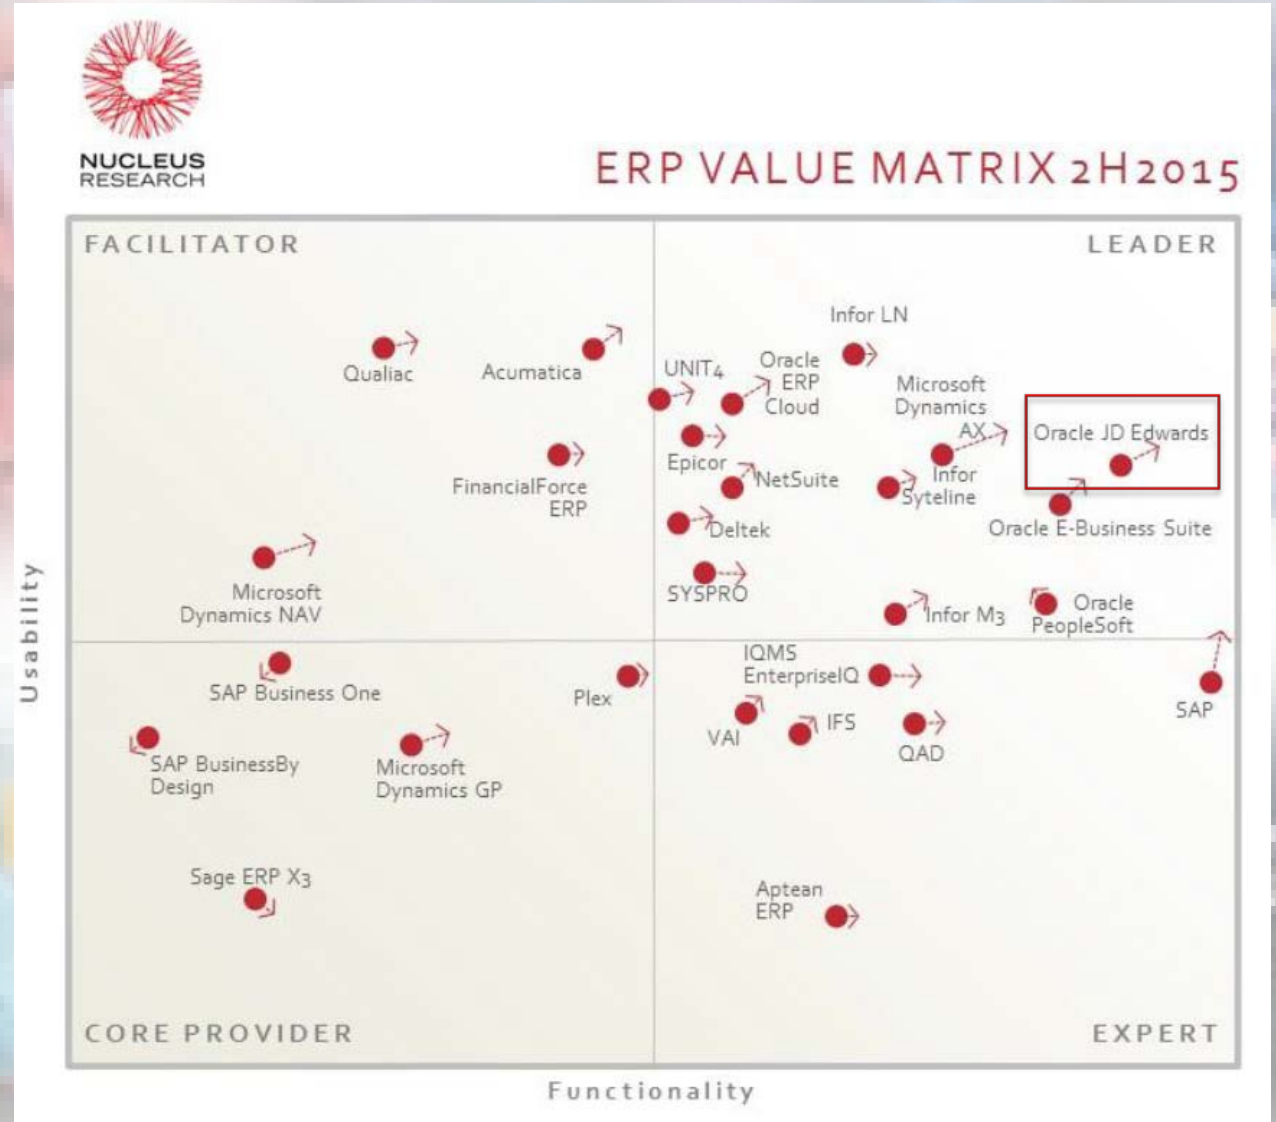 NUCLEUS
RESEARCH
ERP VALUE MATRIX 2H2015
FACILITATOR
LEADER
Infor LN
Qualiac
Acumatica
UNIT4
Oracle
ERP
Cloud
Microsoft
Dynamics
AX
Oracle JD Edwards
Epicor
NetSuite
Infor
Syteline
FinancialForce
ERP
Deltek
Oracle E-Business Suite
SYSPRO
Microsoft
Dynamics NAV
Infor M3
Oracle
PeopleSoft
Usability
SAP Business One
Plex
IQMS
EnterpriseIQ
SAP
VAI
IFS
QAD
SAP BusinessBy
Design
Microsoft
Dynamics GP
Sage ERP X3
Aptean
ERP
CORE PROVIDER
EXPERT
Functionality